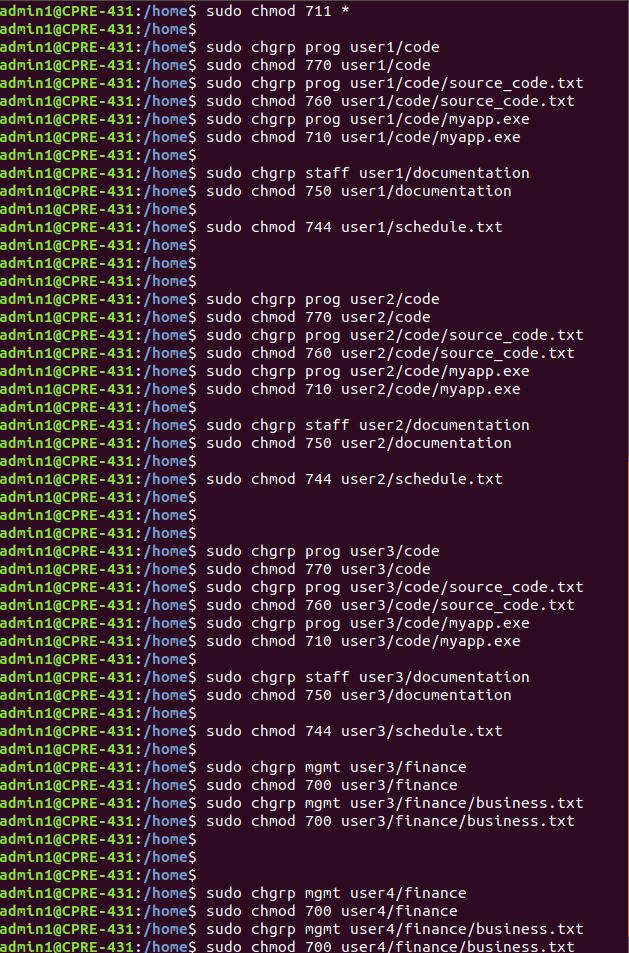 admin1@CPRE-431:/home$ sudo chmod 711 *
admin1@CPRE-431:/home$
admin1@CPRE-431:/home$ sudo chgrp prog user1/code
admin1@CPRE-431:/home$ sudo chmod 770 user1/code
admin1@CPRE-431:/home$ sudo chgrp prog user1/code/source_code.txt
admin1@CPRE-431:/home$ sudo chmod 760 user1/code/source_code.txt
admin1@CPRE-431:/home$ sudo chgrp prog user1/code/myapp.exe
admin1@CPRE-431:/home$ sudo chmod 710 user1/code/myapp.exe
admin1@CPRE-431:/home$
admin1@CPRE-431:/home$ sudo chgrp staff user1/documentation
admin1@CPRE-431:/home$ sudo chmod 750 user1/documentation
admin1@CPRE-431:/home$
admin1@CPRE-431:/home$ sudo chmod 744 user1/schedule.txt
admin1@CPRE-431:/home$
admin1@CPRE-431:/home$
admin1@CPRE-431:/home$
admin1@CPRE-431:/home$ sudo chgrp prog user2/code
admin1@CPRE-431:/home$ sudo chmod 770 user2/code
admin1@CPRE-431:/home$ sudo chgrp prog user2/code/source_code.txt
admin1@CPRE-431:/home$ sudo chmod 760 user2/code/source_code.txt
admin1@CPRE-431:/home$ sudo chgrp prog user2/code/myapp.exe
admin1@CPRE-431:/home$ sudo chmod 710 user2/code/myapp.exe
admin1@CPRE-431:/home$
admin1@CPRE-431:/home$ sudo chgrp staff user2/documentation
admin1@CPRE-431:/home$ sudo chmod 750 user2/documentation
admin1@CPRE-431:/home$
admin1@CPRE-431:/home$ sudo chmod 744 user2/schedule.txt
admin1@CPRE-431:/home$
admin1@CPRE-431:/home$
admin1@CPRE-431:/home$
admin1@CPRE-431:/home$ sudo chgrp prog user3/code
admin1@CPRE-431:/home$ sudo chmod 770 user3/code
admin1@CPRE-431:/home$ sudo chgrp prog user3/code/source_code.txt
admin1@CPRE-431:/home$ sudo chmod 760 user3/code/source_code.txt
admin1@CPRE-431:/home$ sudo chgrp prog user3/code/myapp.exe
admin1@CPRE-431:/home$ sudo chmod 710 user3/code/myapp.exe
admin1@CPRE-431:/home$
admin1@CPRE-431:/home$ sudo chgrp staff user3/documentation
admin1@CPRE-431:/home$ sudo chmod 750 user3/documentation
admin1@CPRE-431:/home$
admin1@CPRE-431:/home$ sudo chmod 744 user3/schedule.txt
admin1@CPRE-431:/home$
admin1@CPRE-431:/home$ sudo chgrp mgmt user3/finance
admin1@CPRE-431:/home$ sudo chmod 700 user3/finance
admin1@CPRE-431:/home$ sudo chgrp mgmt user3/finance/business.txt
admin1@CPRE-431:/home$ sudo chmod 700 user3/finance/business.txt
admin1@CPRE-431:/home$
admin1@CPRE-431:/home$
admin1@CPRE-431:/home$
admin1@CPRE-431:/home$ sudo chgrp mgmt user4/finance
admin1@CPRE-431:/home$ sudo chmod 700 user4/finance
admin1@CPRE-431:/home$ sudo chgrp mgmt user4/finance/business.txt
admin1@CPRE-431:/home$ sudo chmod 700 user4/finance/business.txt